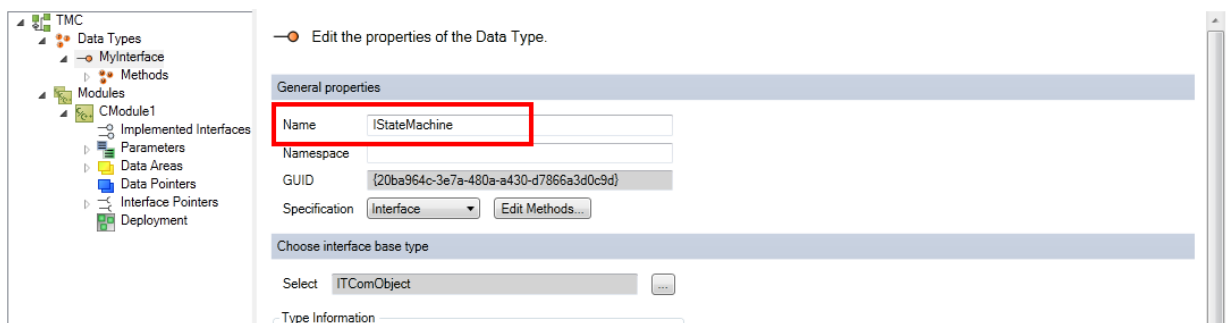 TMC
Data Types
MyInterface
Methods
Modules
CModule1
Implemented Interfaces
Parameters
Data Areas
Data Pointers
Interface Pointers
Deployment
Edit the properties of the Data Type.
General properties
Name IStateMachine
Namespace
GUID {20ba964c-3e7a-480a-a430-d7866a3d0c9d}
Specification Interface Edit Methods...
Choose interface base type
Select ITComObject ...
Type Information